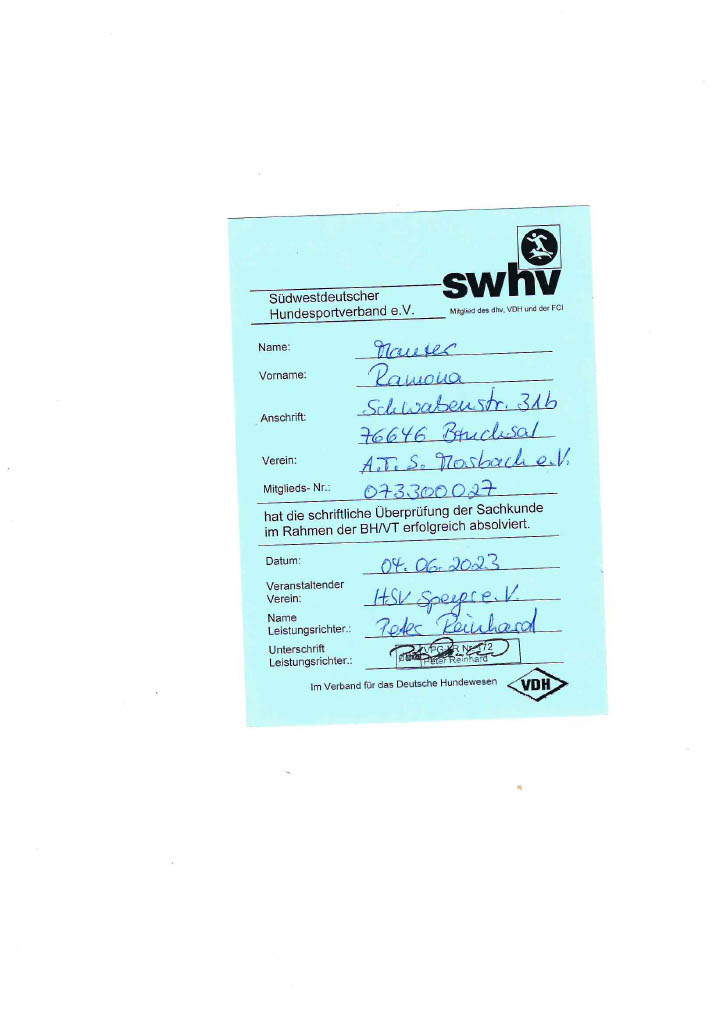 swhv
Südwestdeutscher
Hundesportverband e.V.
Mitglied des dhv, VDH und der FCI
Name:
Vorname: Ramona
Anschrift: Schwabenstr. 31b
76646 Bruchsal
Verein: A.T.S. Mosbach e.V.
Mitglieds- Nr.: 073300027
hat die schriftliche Überprüfung der Sachkunde
im Rahmen der BH/VT erfolgreich absolviert.
Datum: 04.06.2023
Veranstaltender
Verein: HSV Speyer e.V.
Name
Leistungsrichter.: Peter Reinhard
Unterschrift
Leistungsrichter.: Peter Reinhard
Im Verband für das Deutsche Hundewesen
VDH